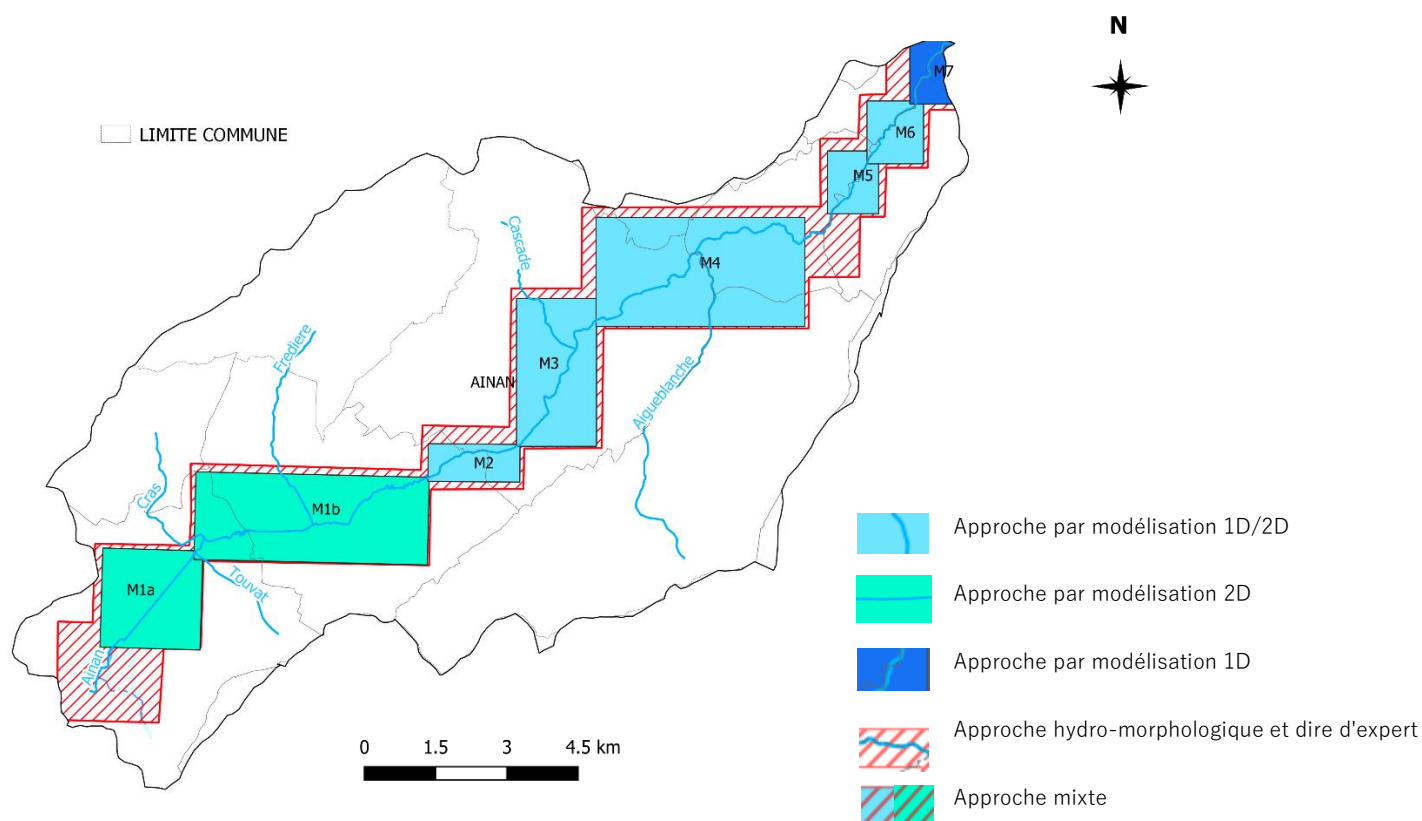 N
M7
LIMITE COMMUNE
M6
M5
Cascade
M4
Frediere
M3
AINAN
Aigueblanche
M2
Cras
M1b
Touvat
M1a
Ainan
0 1.5 3 4.5 km
Approche par modélisation 1D/2D
Approche par modélisation 2D
Approche par modélisation 1D
Approche hydro-morphologique et dire d'expert
Approche mixte